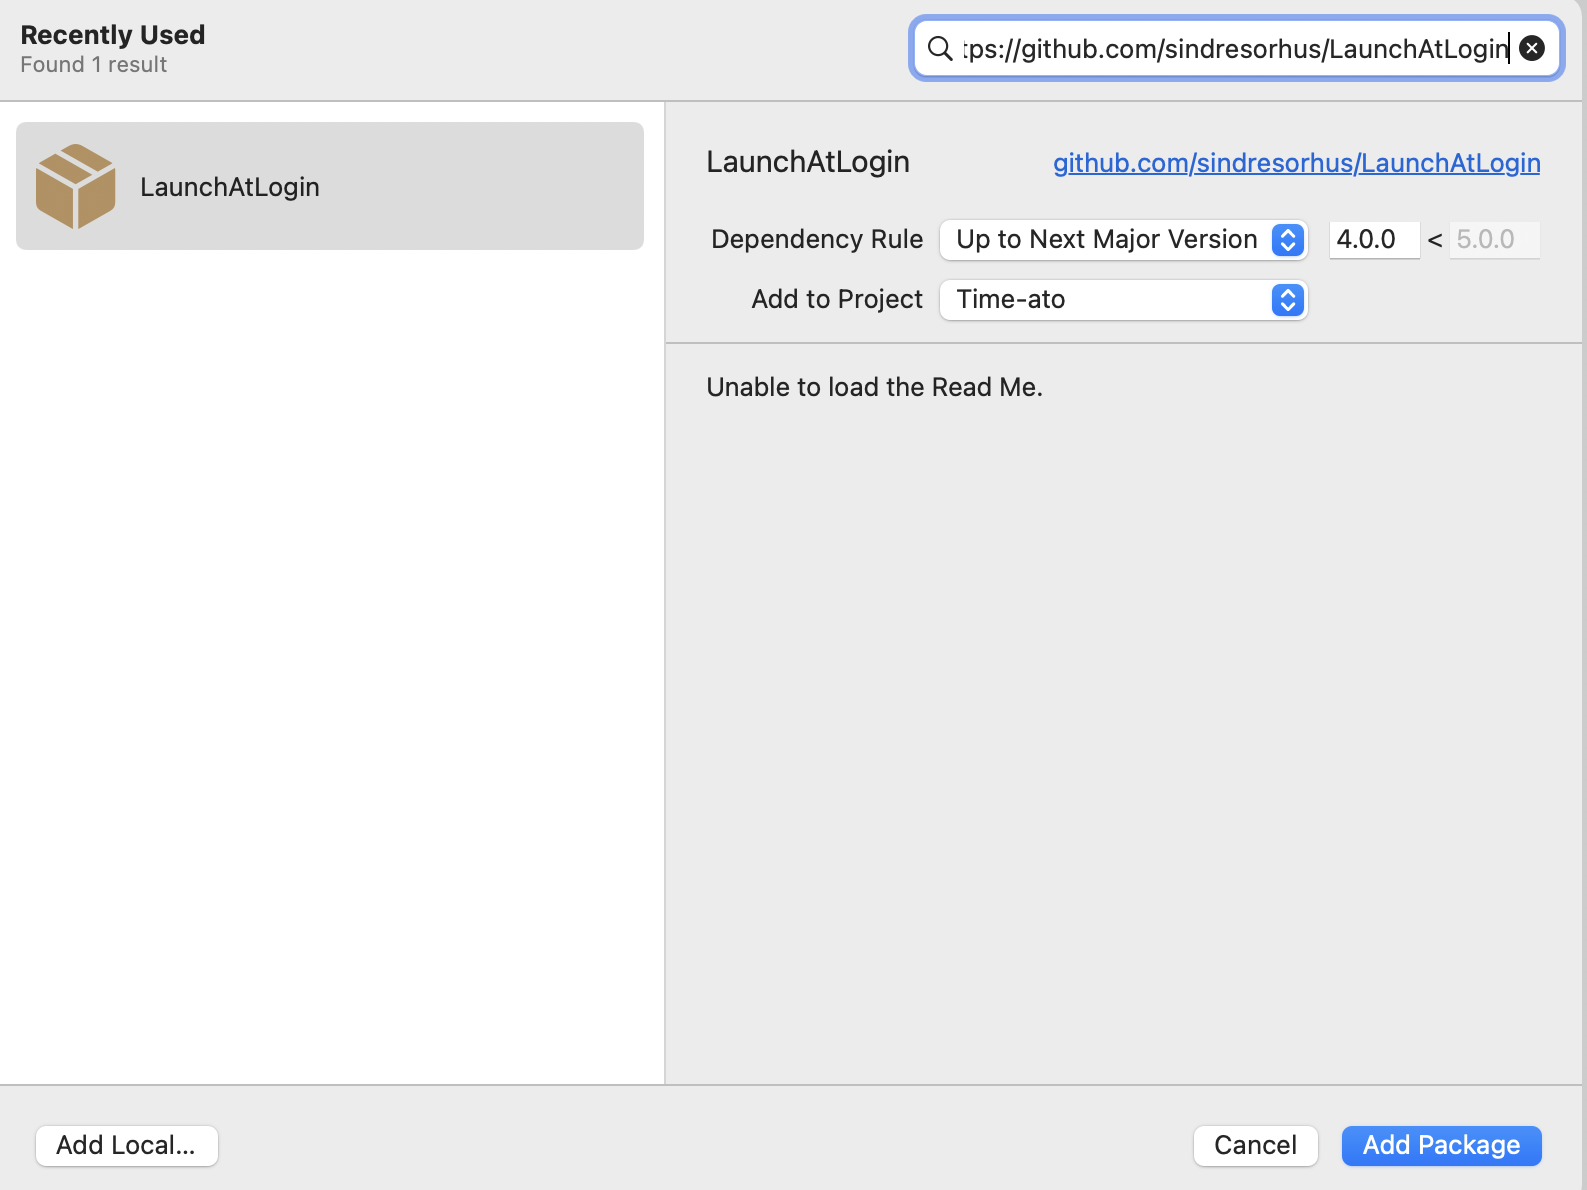 Recently Used
Found 1 result
tps://github.com/sindresorhus/LaunchAtLogin
LaunchAtLogin
LaunchAtLogin github.com/sindresorhus/LaunchAtLogin
Dependency Rule Up to Next Major Version 4.0.0 < 5.0.0
Add to Project Time-ato
Unable to load the Read Me.
Add Local... Cancel Add Package